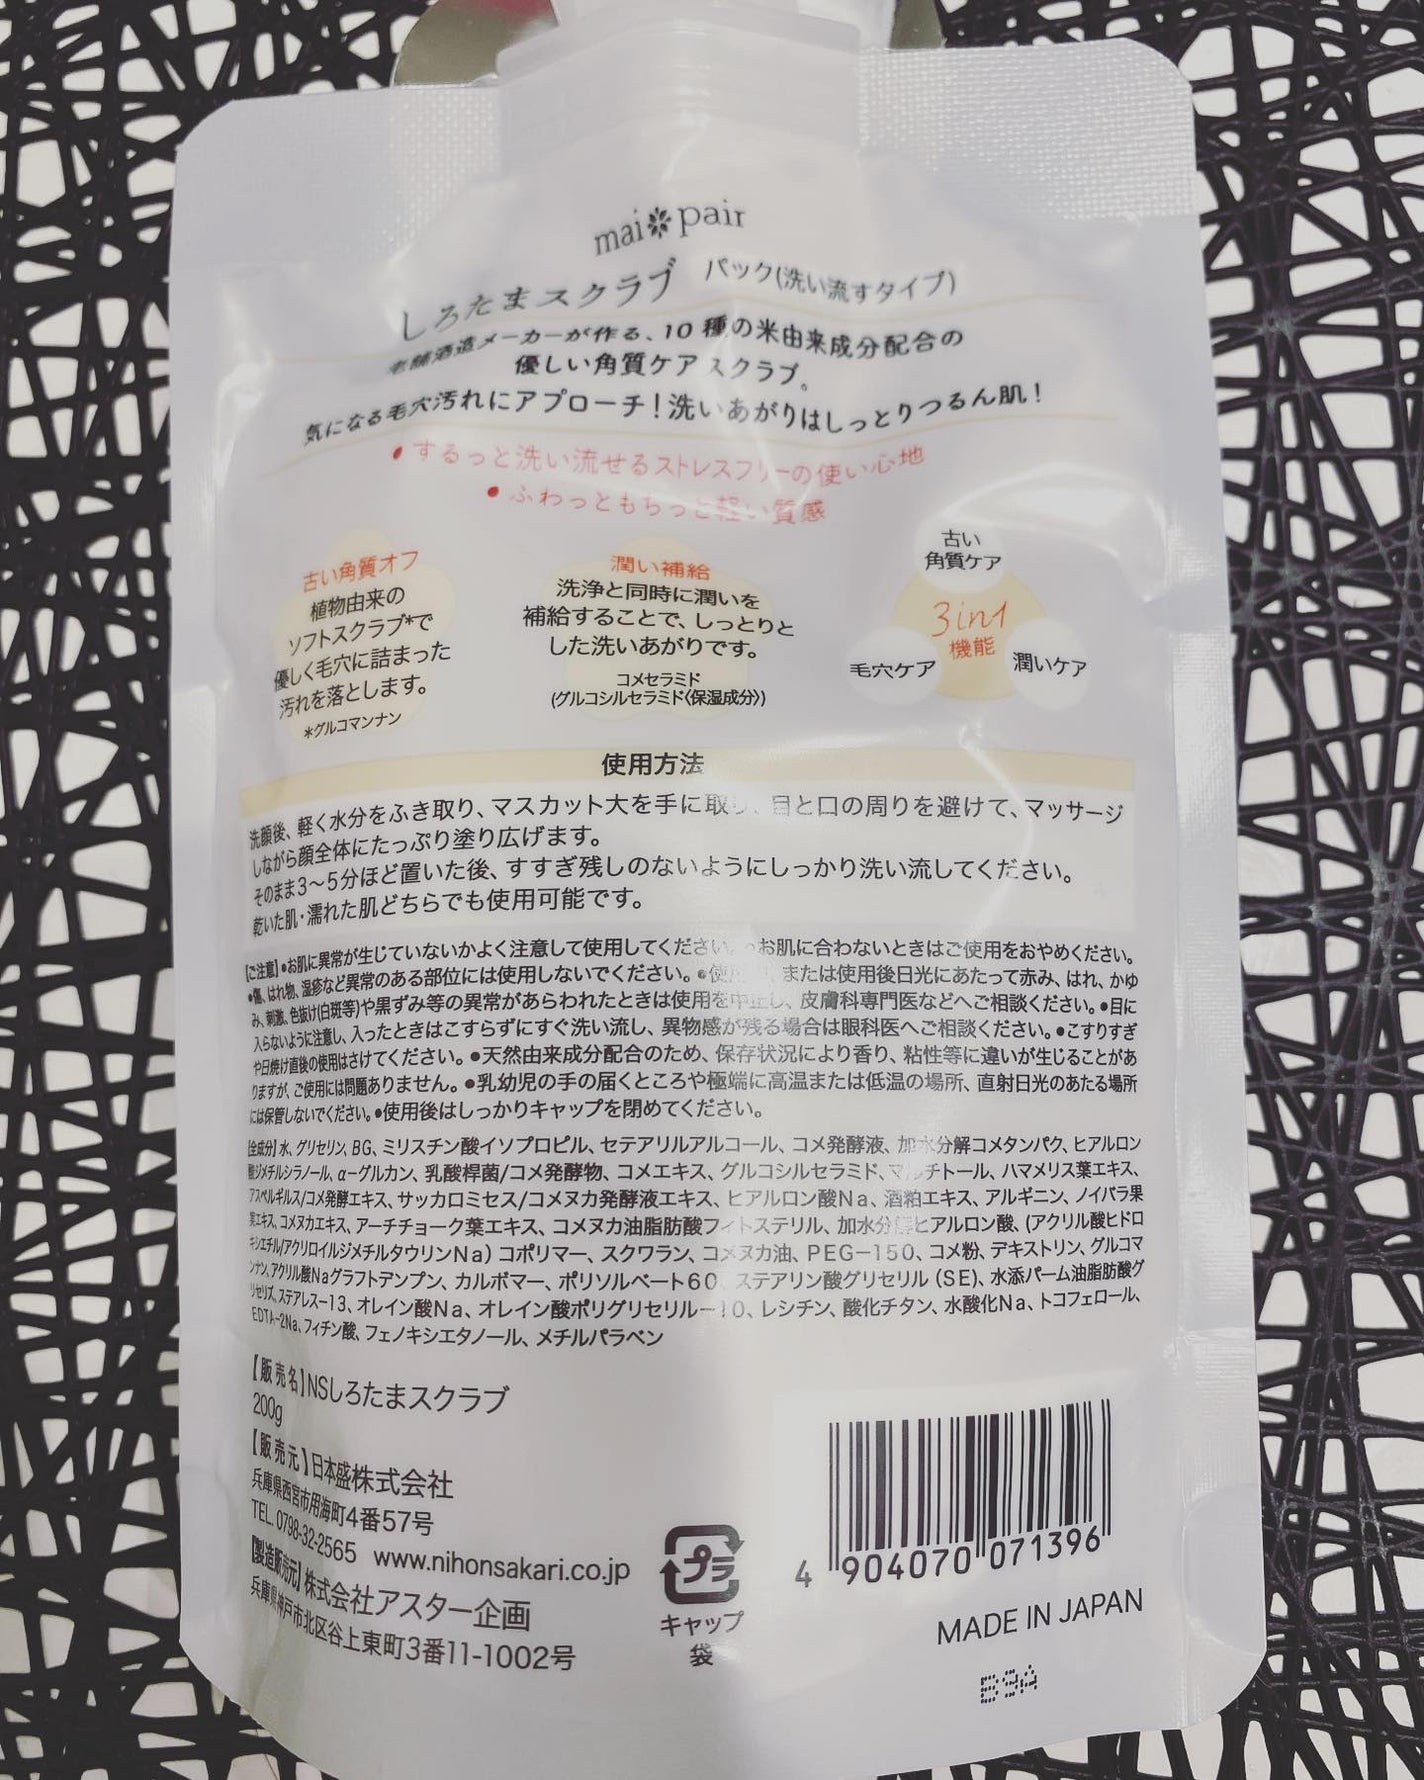 mai pair
しろたまスクラブ パック(洗い流すタイプ)
老舗酒造メーカーが作る、10種の米由来成分配合の
優しい角質ケアスクラブ。
気になる毛穴汚れにアプローチ!洗いあがりはしっとりつるん肌!
•するっと洗い流せるストレスフリーの使い心地
•ふわっともちっと軽い質感
古い角質オフ
植物由来の
ソフトスクラブ*で
優しく毛穴に詰まった
汚れを落とします。
*グルコマンナン
潤い補給
洗浄と同時に潤いを
補給することで、しっとりと
した洗いあがりです。
コメセラミド
(グルコシルセラミド〈保湿成分〉)
古い
角質ケア
3in1
機能
毛穴ケア
潤いケア
使用方法
洗顔後、軽く水分をふき取り、マスカット大を手に取り、目と口の周りを避けて、マッサージ
しながら顔全体にたっぷり塗り広げます。
そのまま3〜5分ほど置いた後、すすぎ残しのないようにしっかり洗い流してください。
乾いた肌・濡れた肌どちらでも使用可能です。
【ご注意】●お肌に異常が生じていないかよく注意して使用してください。●お肌に合わないときはご使用をおやめください。
●傷、はれ物、湿疹など異常のある部位には使用しないでください。●使用中、または使用後日光にあたって赤み、はれ、かゆ
み、刺激、色抜け(白斑等)や黒ずみ等の異常があらわれたときは使用を中止し、皮膚科専門医などへご相談ください。●目に
入らないように注意し、入ったときはこすらずにすぐ洗い流し、異物感が残る場合は眼科医へご相談ください。●こすりすぎ
や日焼け直後の使用はさけてください。●天然由来成分配合のため、保存状況により香り、粘性等に違いが生じることがあ
りますが、ご使用には問題ありません。●乳幼児の手の届くところや極端に高温または低温の場所、直射日光のあたる場所
には保管しないでください。●使用後はしっかりキャップを閉めてください。
【全成分】水、グリセリン、BG、ミリスチン酸イソプロピル、セテアリルアルコール、コメ発酵液、加水分解コメタンパク、ヒアルロン
酸ジメチルシラノール、α-グルカン、乳酸桿菌/コメ発酵物、コメエキス、グルコシルセラミド、マルチトール、ハマメリス葉エキス、
アスペルギルス/コメ発酵エキス、サッカロミセス/コメヌカ発酵液エキス、ヒアルロン酸Na、酒粕エキス、アルギニン、ノイバラ果
実エキス、コメヌカエキス、アーチチョーク葉エキス、コメヌカ油脂肪酸フィトステリル、加水分解ヒアルロン酸、(アクリル酸ヒドロ
キシエチル/アクリロイルジメチルタウリンNa)コポリマー、スクワラン、コメヌカ油、PEG-150、コメ粉、デキストリン、グルコマ
ンナン、アクリル酸Naグラフトデンプン、カルボマー、ポリソルベート60、ステアリン酸グリセリル(SE)、水添パーム油脂肪酸グ
リセリズ、ステアレス-13、オレイン酸Na、オレイン酸ポリグリセリル-10、レシチン、酸化チタン、水酸化Na、トコフェロール、
EDTA-2Na、フィチン酸、フェノキシエタノール、メチルパラベン
【販売名】NSしろたまスクラブ
200g
【販売元】日本盛株式会社
兵庫県西宮市用海町4番57号
TEL.0798-32-2565 www.nihonsakari.co.jp
【製造販売元】株式会社アスター企画
兵庫県神戸市北区谷上東町3番11-1002号
プラ
キャップ
袋
4 904070 071396
MADE IN JAPAN
B9A